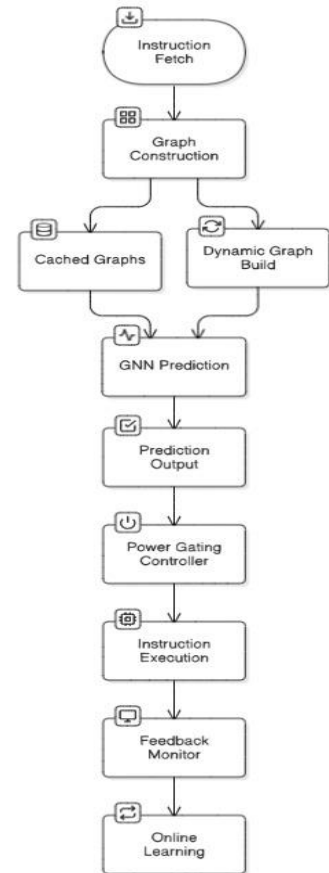 Instruction
Fetch
Graph
Construction
Cached Graphs
Dynamic Graph
Build
GNN Prediction
Prediction
Output
Power Gating
Controller
Instruction
Execution
Feedback
Monitor
Online
Learning